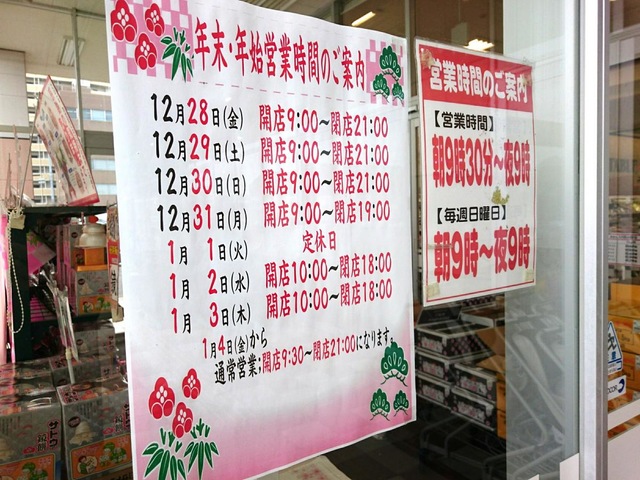 年末・年始営業時間のご案内
12月28日(金) 開店9:00〜閉店21:00
12月29日(土) 開店9:00〜閉店21:00
12月30日(日) 開店9:00〜閉店21:00
12月31日(月) 開店9:00〜閉店19:00
1月 1日(火) 定休日
1月 2日(水) 開店10:00〜閉店18:00
1月 3日(木) 開店10:00〜閉店18:00
1月4日(金)から
通常営業;開店9:30〜閉店21:00になります。
営業時間のご案内
【営業時間】
朝9時30分〜夜9時
【毎週日曜日】
朝9時〜夜9時